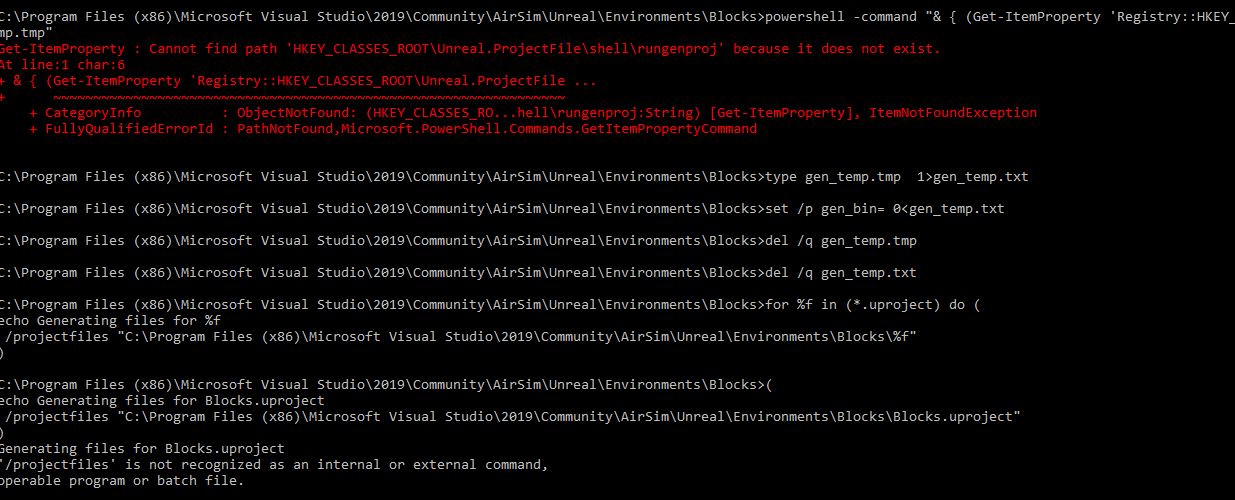 C:\Program Files (x86)\Microsoft Visual Studio\2019\Community\AirSim\Unreal\Environments\Blocks>powershell -command "& { (Get-ItemProperty 'Registry::HKEY_
mp.tmp"
Get-ItemProperty : Cannot find path 'HKEY_CLASSES_ROOT\Unreal.ProjectFile\shell\rungenproj' because it does not exist.
At line:1 char:6
+ & { (Get-ItemProperty 'Registry::HKEY_CLASSES_ROOT\Unreal.ProjectFile ...
+      ~~~~~~~~~~~~~~~~~~~~~~~~~~~~~~~~~~~~~~~~~~~~~~~~~~~~~~~~~~~~~~~~
    + CategoryInfo          : ObjectNotFound: (HKEY_CLASSES_RO...hell\rungenproj:String) [Get-ItemProperty], ItemNotFoundException
    + FullyQualifiedErrorId : PathNotFound,Microsoft.PowerShell.Commands.GetItemPropertyCommand
C:\Program Files (x86)\Microsoft Visual Studio\2019\Community\AirSim\Unreal\Environments\Blocks>type gen_temp.tmp  1>gen_temp.txt
C:\Program Files (x86)\Microsoft Visual Studio\2019\Community\AirSim\Unreal\Environments\Blocks>set /p gen_bin= 0<gen_temp.txt
C:\Program Files (x86)\Microsoft Visual Studio\2019\Community\AirSim\Unreal\Environments\Blocks>del /q gen_temp.tmp
C:\Program Files (x86)\Microsoft Visual Studio\2019\Community\AirSim\Unreal\Environments\Blocks>del /q gen_temp.txt
C:\Program Files (x86)\Microsoft Visual Studio\2019\Community\AirSim\Unreal\Environments\Blocks>for %f in (*.uproject) do (
echo Generating files for %f
 /projectfiles "C:\Program Files (x86)\Microsoft Visual Studio\2019\Community\AirSim\Unreal\Environments\Blocks\%f"
)
C:\Program Files (x86)\Microsoft Visual Studio\2019\Community\AirSim\Unreal\Environments\Blocks>(
echo Generating files for Blocks.uproject
 /projectfiles "C:\Program Files (x86)\Microsoft Visual Studio\2019\Community\AirSim\Unreal\Environments\Blocks\Blocks.uproject"
)
Generating files for Blocks.uproject
'/projectfiles' is not recognized as an internal or external command,
operable program or batch file.